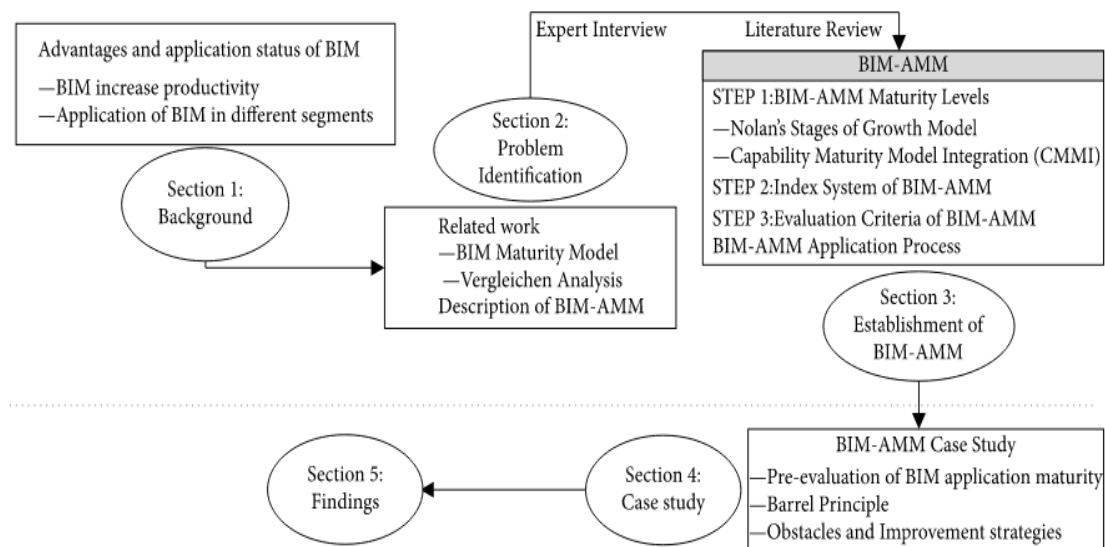 Advantages and application status of BIM
—BIM increase productivity
—Application of BIM in different segments
Section 1:
Background
Section 2:
Problem
Identification
Related work
—BIM Maturity Model
—Vergleichen Analysis
Description of BIM-AMM
Expert Interview
Literature Review
BIM-AMM
STEP 1:BIM-AMM Maturity Levels
—Nolan's Stages of Growth Model
—Capability Maturity Model Integration (CMMI)
STEP 2:Index System of BIM-AMM
STEP 3:Evaluation Criteria of BIM-AMM
BIM-AMM Application Process
Section 3:
Establishment of
BIM-AMM
BIM-AMM Case Study
—Pre-evaluation of BIM application maturity
—Barrel Principle
—Obstacles and Improvement strategies
Section 4:
Case study
Section 5:
Findings